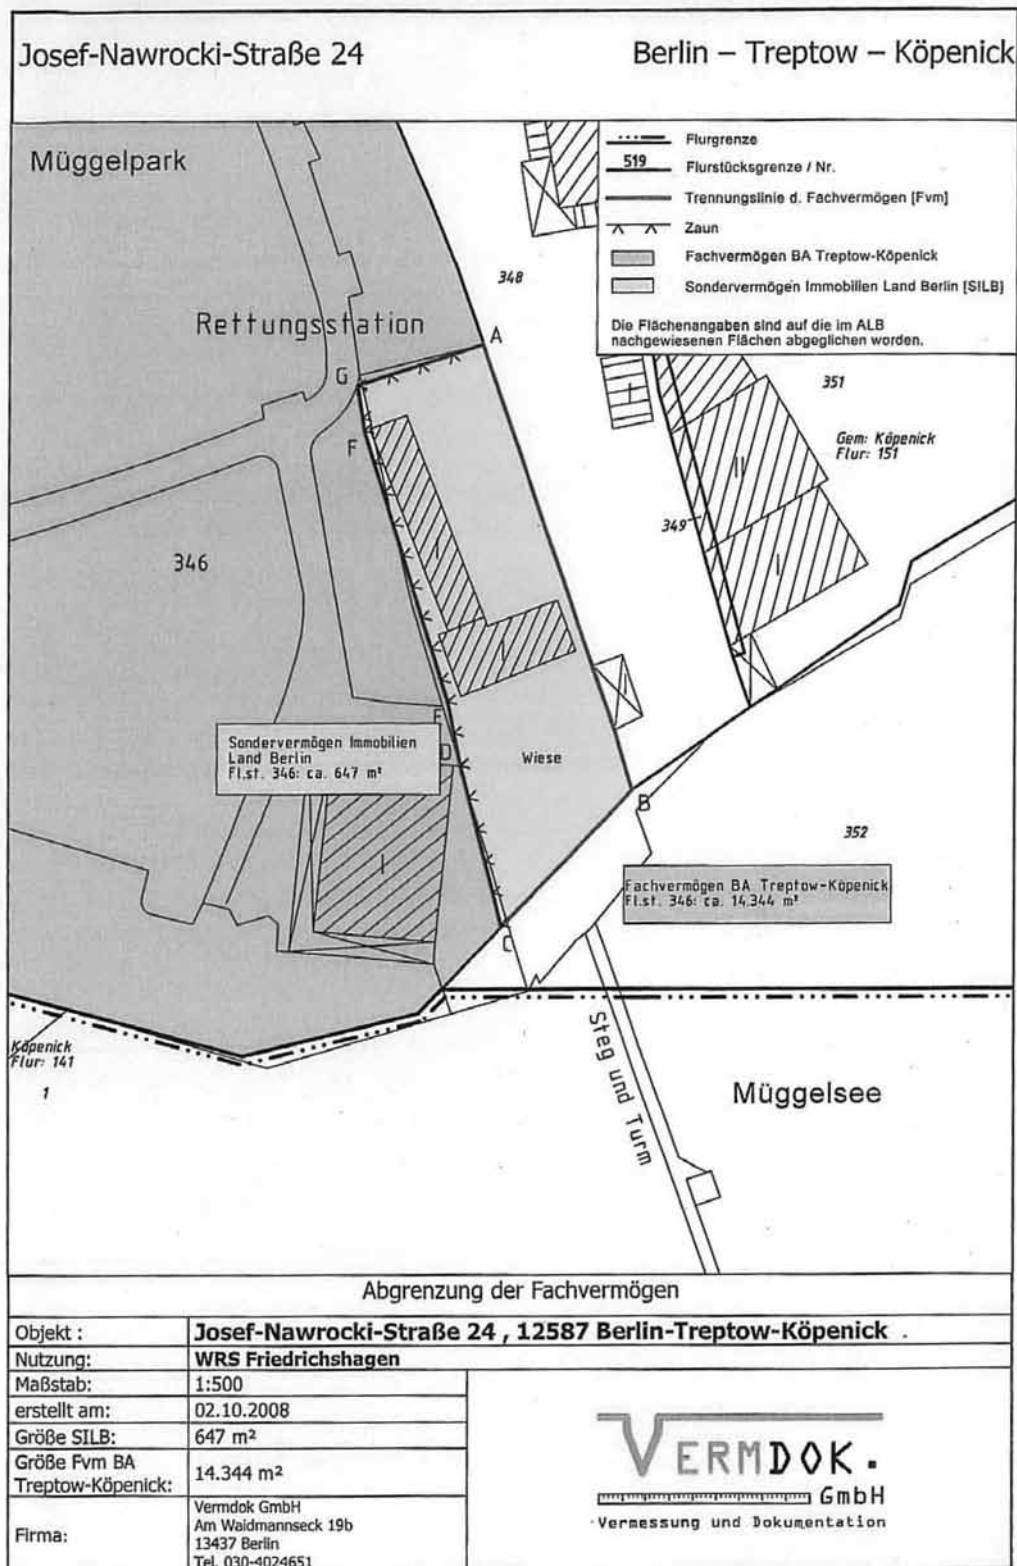 Josef-Nawrocki-Straße 24
Berlin – Treptow – Köpenick
Müggelpark
Flurgrenze
519
Flurstücksgrenze / Nr.
Trennungslinie d. Fachvermögen [Fvm]
Zaun
Fachvermögen BA Treptow-Köpenick
Sondervermögen Immobilien Land Berlin [SILB]
Die Flächenangaben sind auf die im ALB
nachgewiesenen Flächen abgeglichen worden.
348
Rettungsstation
A
G
I
351
F
Gem: Köpenick
Flur: 151
II
349
I
I
346
I
I
E
Sondervermögen Immobilien
Land Berlin
Fl.st. 346: ca. 647 m²
D
Wiese
B
352
I
Fachvermögen BA Treptow-Köpenick
Fl.st. 346: ca. 14.344 m²
C
Köpenick
Flur: 141
1
Steg und Turm
Müggelsee
Abgrenzung der Fachvermögen
Objekt :
Josef-Nawrocki-Straße 24 , 12587 Berlin-Treptow-Köpenick .
Nutzung:
WRS Friedrichshagen
Maßstab:
1:500
erstellt am:
02.10.2008
Größe SILB:
647 m²
Größe Fvm BA
Treptow-Köpenick:
14.344 m²
Firma:
Vermdok GmbH
Am Waidmannseck 19b
13437 Berlin
Tel. 030-4024651
VERMDOK.
GmbH
Vermessung und Dokumentation